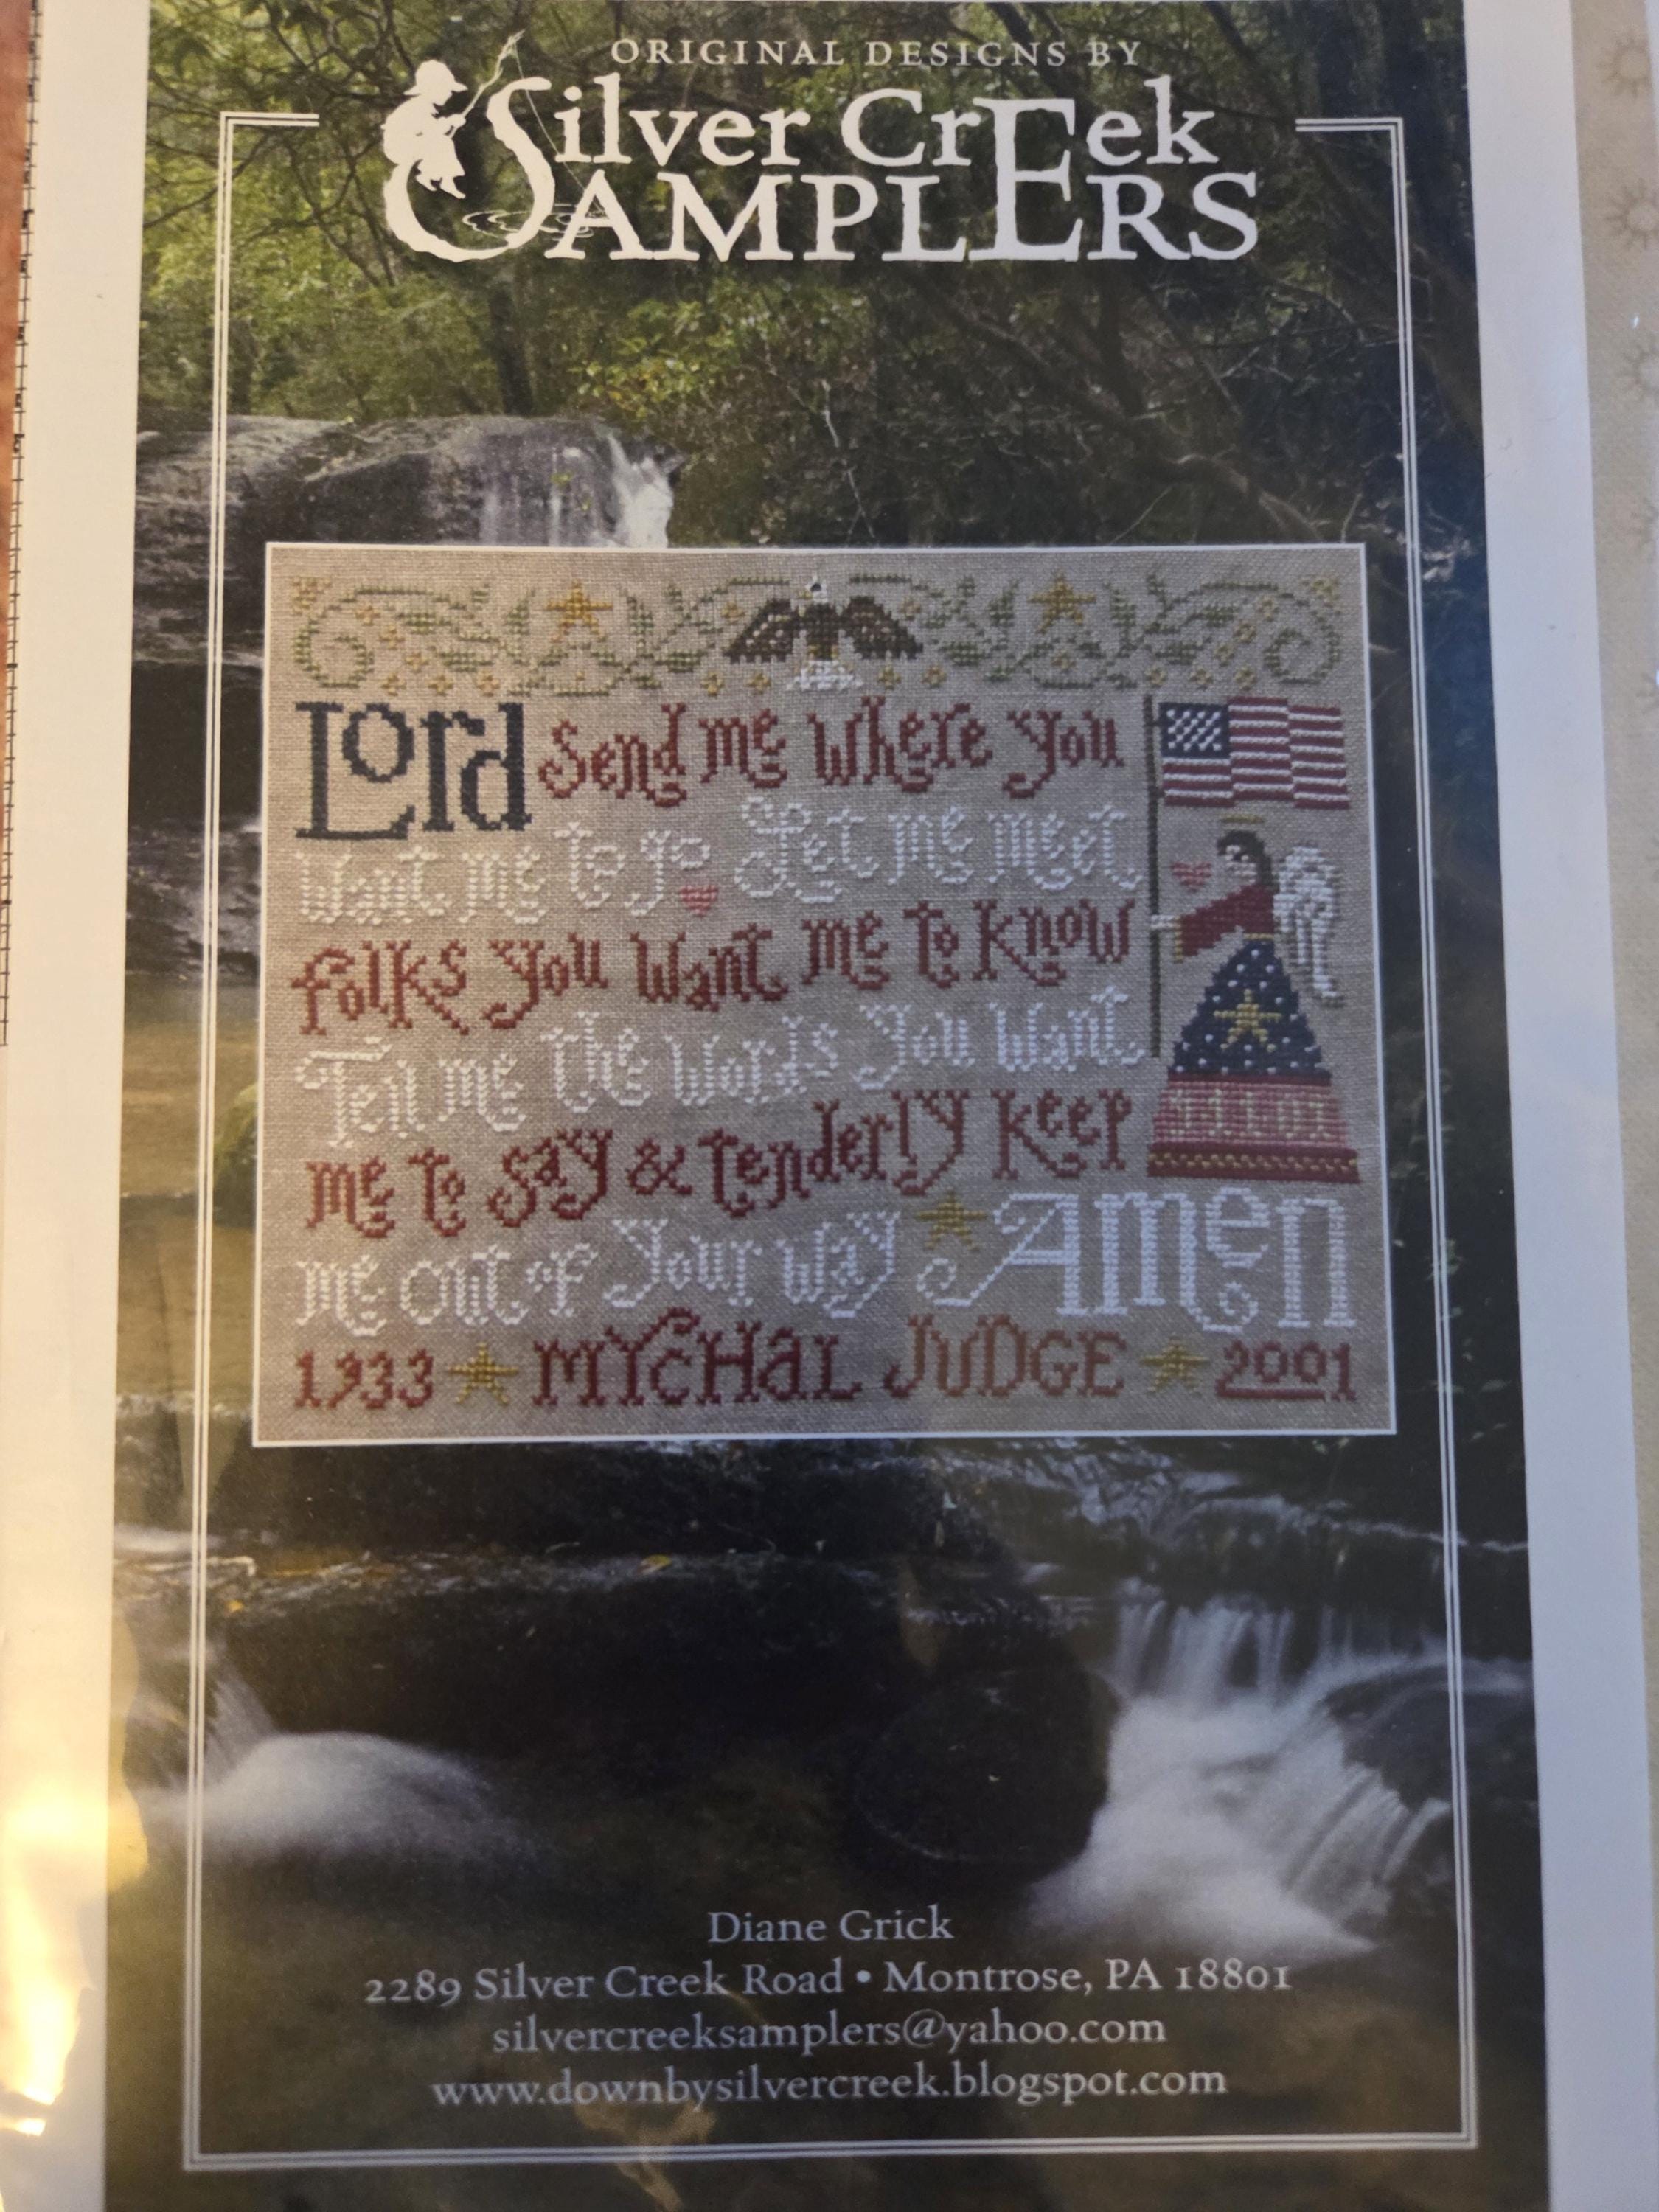 ORIGINAL DESIGNS BY
Silver CrEek
SAMPLERS
Lord Send me Where You
Want me to go Let me meet
folks You Want me to Know
Tell me the Words You Want
me to Say & tenderly Keep
me Out of Your Way Amen
91101
1933 MYCHAL JUDGE 2001
Diane Grick
2289 Silver Creek Road • Montrose, PA 18801
silvercreeksamplers@yahoo.com
www.downbysilvercreek.blogspot.com